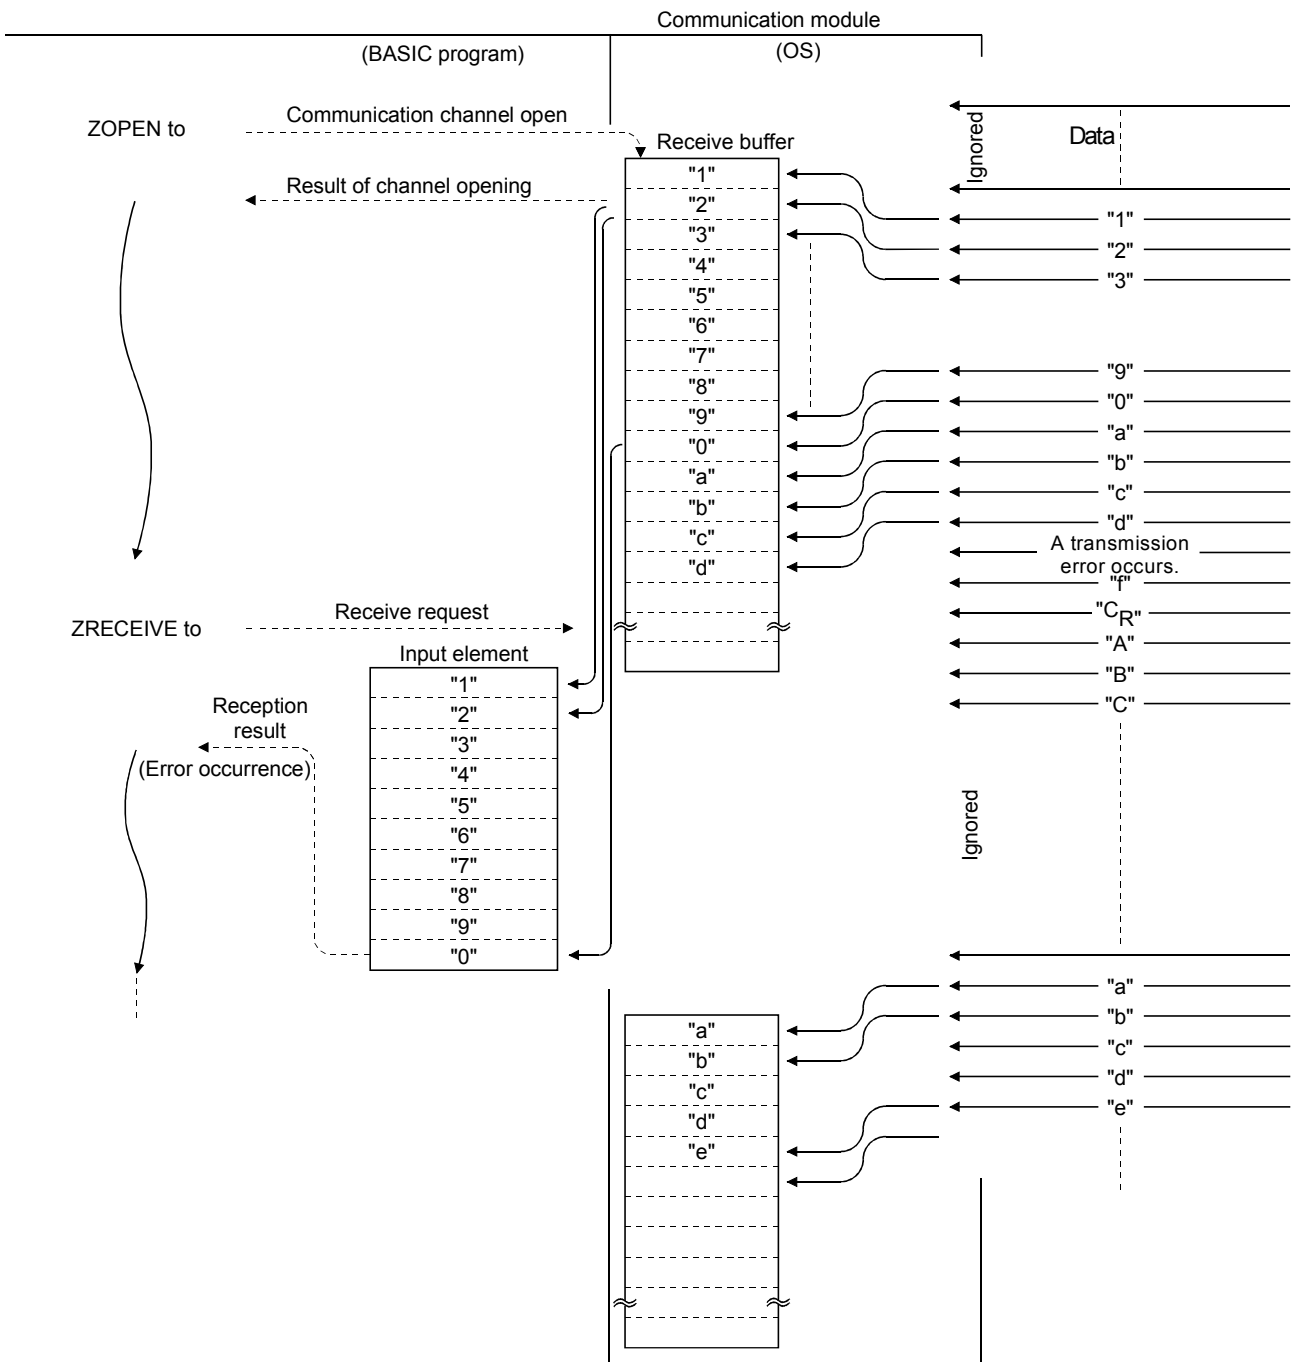 Communication module
(BASIC program)
(OS)
ZOPEN to
Communication channel open
Receive buffer
Ignored
Data
Result of channel opening
"1"
"2"
"3"
"4"
"5"
"6"
"7"
"8"
"9"
"0"
"a"
"b"
"c"
"d"
"1"
"2"
"3"
"9"
"0"
"a"
"b"
"c"
"d"
A transmission
error occurs.
"f"
"CR"
"A"
"B"
"C"
ZRECEIVE to
Receive request
Input element
"1"
"2"
"3"
"4"
"5"
"6"
"7"
"8"
"9"
"0"
Reception
result
(Error occurrence)
Ignored
"a"
"b"
"c"
"d"
"e"
"a"
"b"
"c"
"d"
"e"